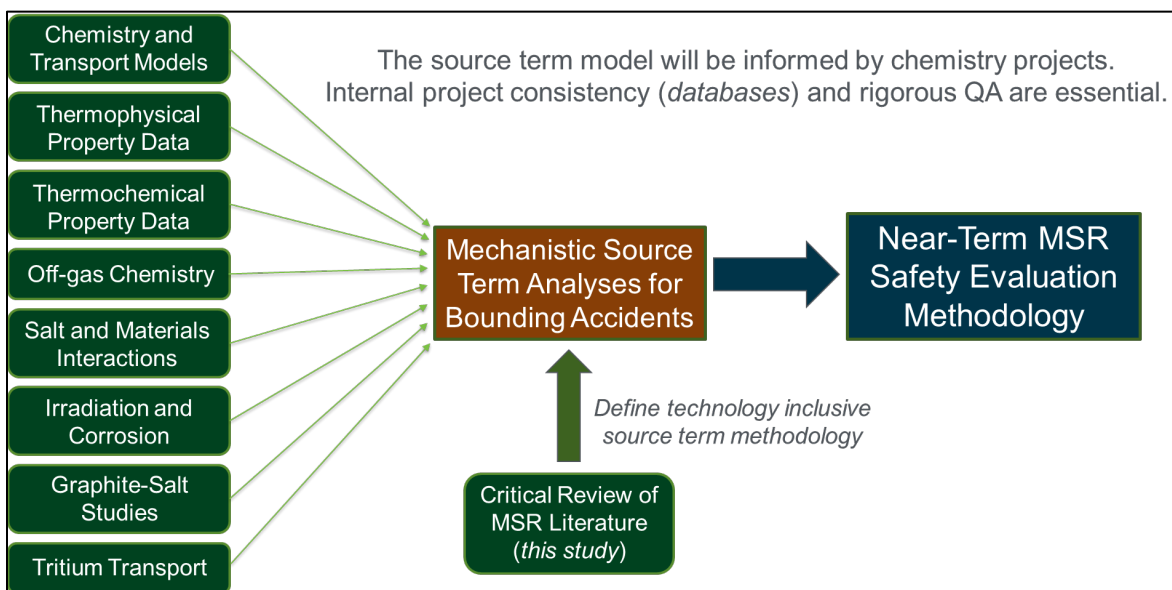 Chemistry and
Transport Models
Thermophysical
Property Data
Thermochemical
Property Data
Off-gas Chemistry
Salt and Materials
Interactions
Irradiation and
Corrosion
Graphite-Salt
Studies
Tritium Transport
The source term model will be informed by chemistry projects.
Internal project consistency (databases) and rigorous QA are essential.
Mechanistic Source
Term Analyses for
Bounding Accidents
Near-Term MSR
Safety Evaluation
Methodology
Define technology inclusive
source term methodology
Critical Review of
MSR Literature
(this study)